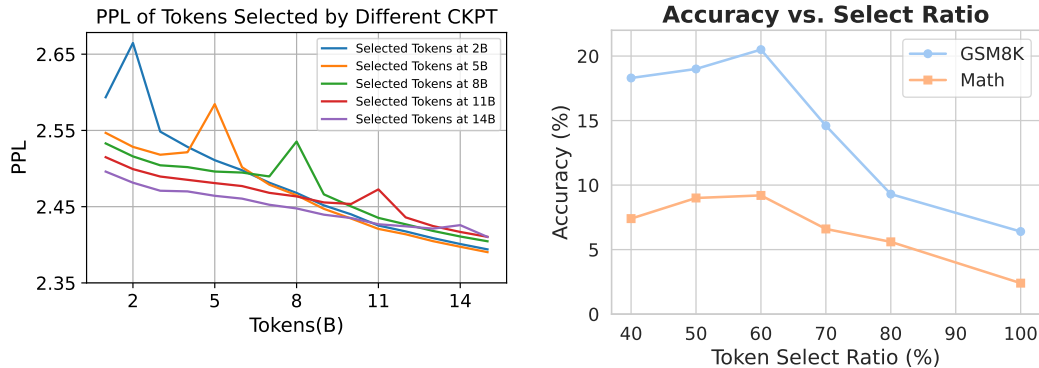 PPL of Tokens Selected by Different CKPT
PPL
2.65
2.55
2.45
2.35
Selected Tokens at 2B
Selected Tokens at 5B
Selected Tokens at 8B
Selected Tokens at 11B
Selected Tokens at 14B
2 5 8 11 14
Tokens(B)
Accuracy vs. Select Ratio
Accuracy (%)
20
15
10
5
0
GSM8K
Math
40 50 60 70 80 90 100
Token Select Ratio (%)